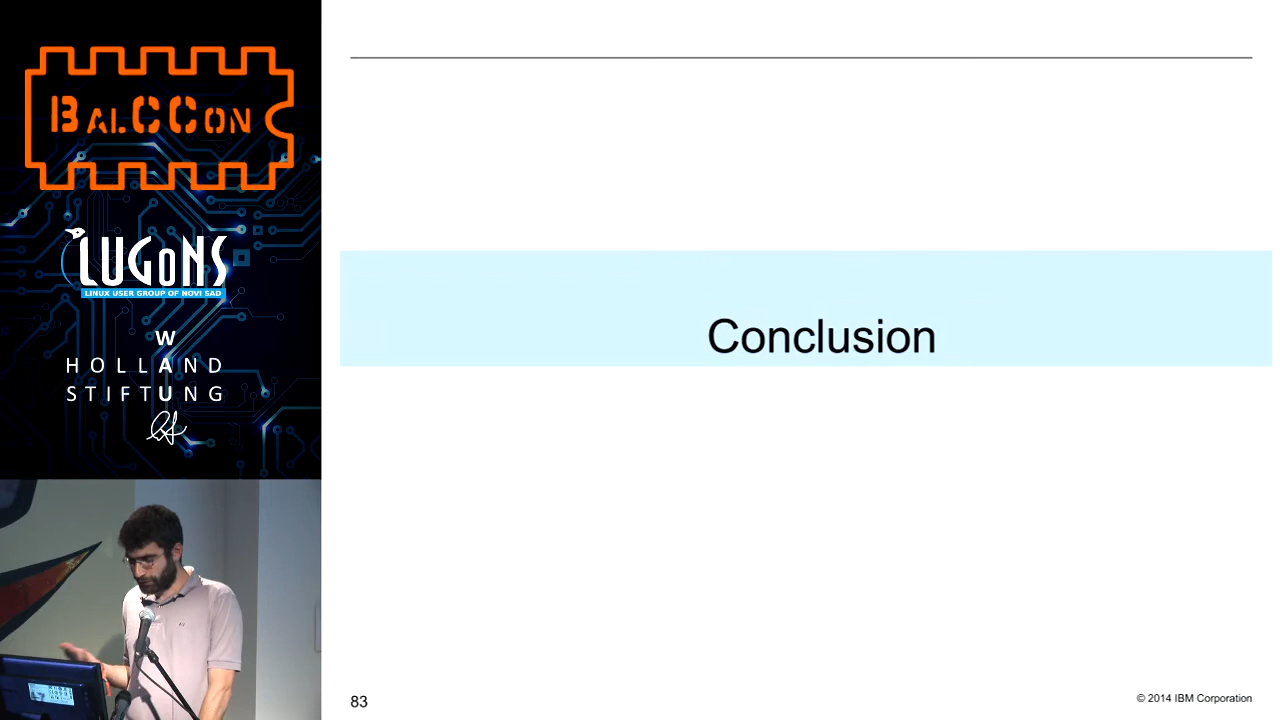 BALCCON
LUGoNS
LINUX USER GROUP OF NOVI SAD
W
HOLLAND
STIFTUNG
Conclusion
83
© 2014 IBM Corporation